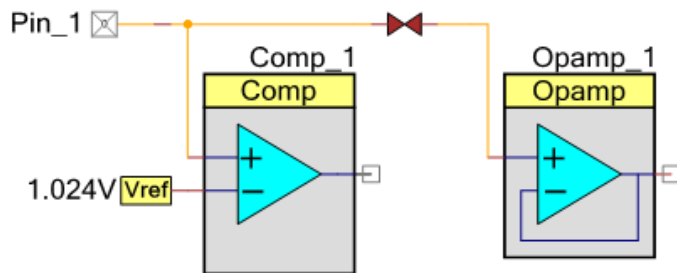 Pin_1
Comp_1
Opamp_1
Comp
Opamp
+
+
1.024V Vref
−
−